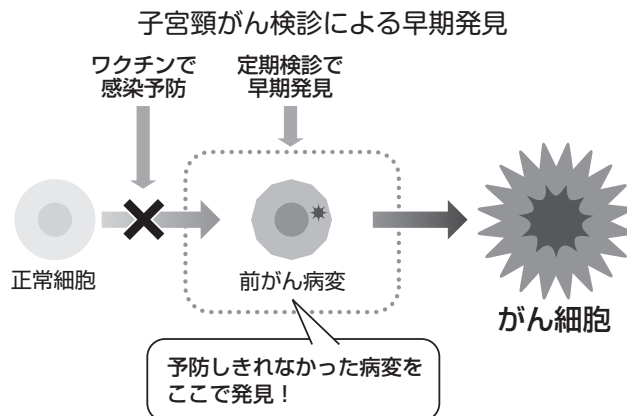 子宮頸がん検診による早期発見
ワクチンで
感染予防
定期検診で
早期発見
正常細胞
前がん病変
がん細胞
予防しきれなかった病変を
ここで発見！